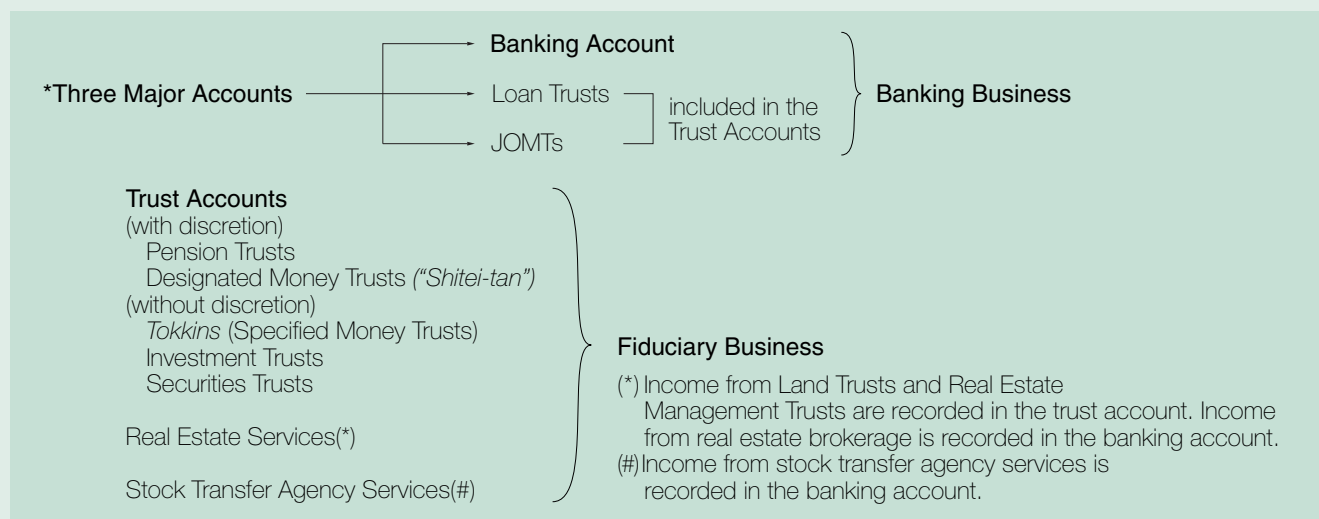 Banking Account
*Three Major Accounts
Loan Trusts
JOMTs
included in the
Trust Accounts
Banking Business
Trust Accounts
(with discretion)
Pension Trusts
Designated Money Trusts ("Shitei-tan")
(without discretion)
Tokkins (Specified Money Trusts)
Investment Trusts
Securities Trusts
Real Estate Services(*)
Stock Transfer Agency Services(#)
Fiduciary Business
(*) Income from Land Trusts and Real Estate
Management Trusts are recorded in the trust account. Income
from real estate brokerage is recorded in the banking account.
(#) Income from stock transfer agency services is
recorded in the banking account.